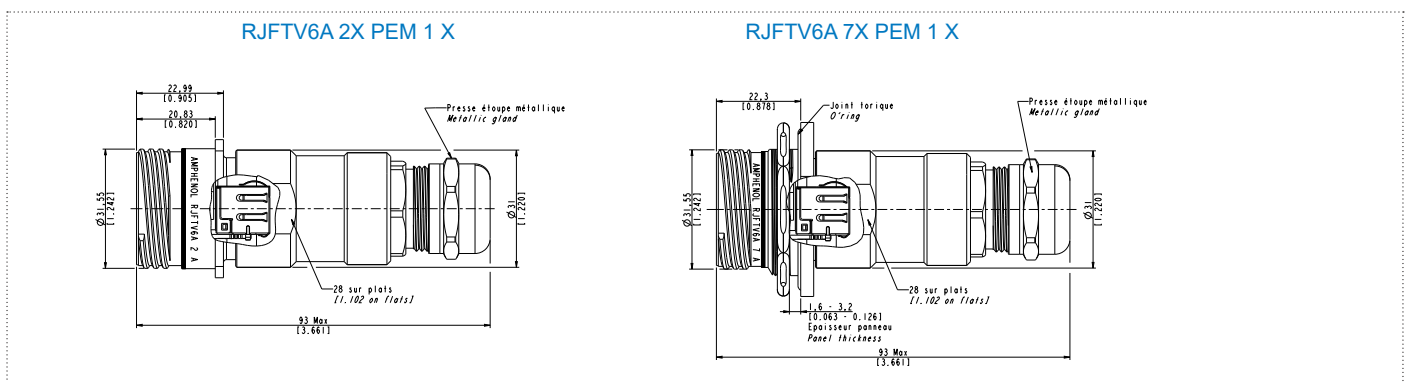 RJFTV6A 2X PEM 1 X
22,99
[0.905]
20,83
[0.820]
Presse étoupe métallique
Metallic gland
Ø31,55
[1.242]
AMPHENOL RJFTV6A 2 A
Ø31
[1.220]
28 sur plats
[1.102 on flats]
93 Max
[3.661]
RJFTV6A 7X PEM 1 X
22,3
[0.878]
Joint torique
O'ring
Presse étoupe métallique
Metallic gland
Ø31,55
[1.242]
AMPHENOL RJFTV6A 7 A
Ø31
[1.220]
28 sur plats
[1.102 on flats]
1,6 - 3,2
[0.063 - 0.126]
Epaisseur panneau
Panel thickness
93 Max
[3.661]